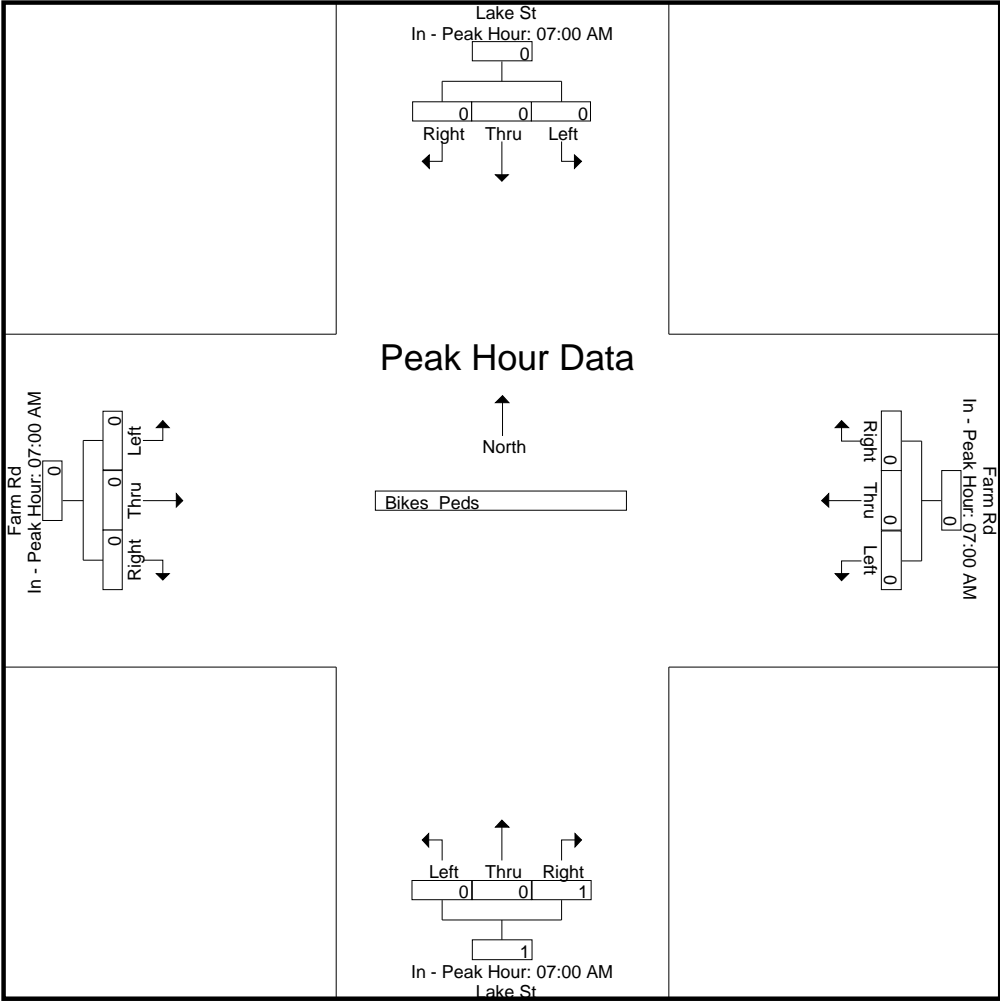 Lake St
In - Peak Hour: 07:00 AM
0
0 0 0
Right Thru Left
Peak Hour Data
North
Bikes Peds
Farm Rd
In - Peak Hour: 07:00 AM
0
0 0 0
Left Thru Right
Farm Rd
In - Peak Hour: 07:00 AM
0
0 0 0
Right Thru Left
Left Thru Right
0 0 1
1
In - Peak Hour: 07:00 AM
Lake St